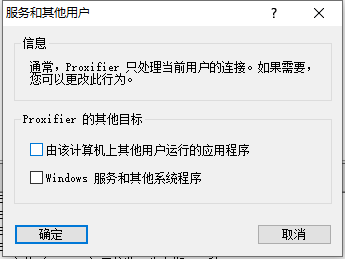 服务和其他用户
信息
通常，Proxifier 只处理当前用户的连接。如果需要，
您可以更改此行为。
Proxifier 的其他目标
由该计算机上其他用户运行的应用程序
Windows 服务和其他系统程序
确定
取消